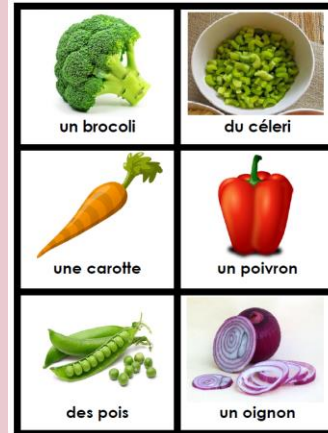 un brocoli
du céleri
une carotte
un poivron
des pois
un oignon